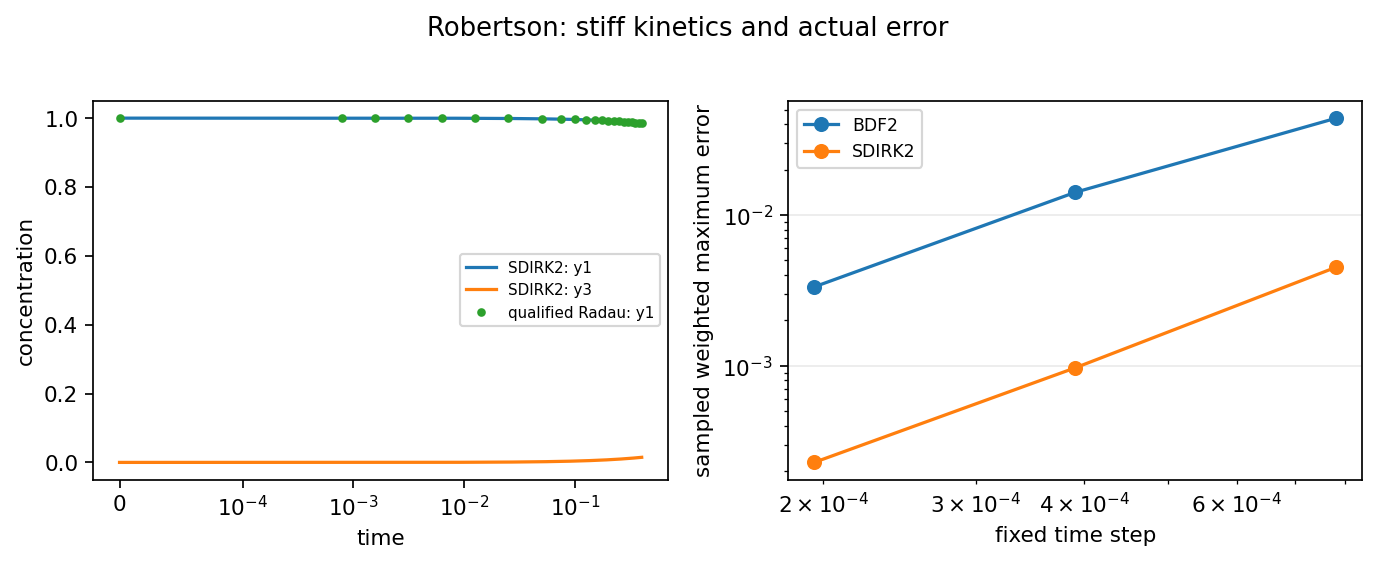 Robertson: stiff kinetics and actual error
concentration
1.0
0.8
0.6
0.4
0.2
0.0
SDIRK2: y1
SDIRK2: y3
qualified Radau: y1
0
10⁻⁴
10⁻³
10⁻²
10⁻¹
time
sampled weighted maximum error
10⁻²
10⁻³
BDF2
SDIRK2
2 × 10⁻⁴
3 × 10⁻⁴
4 × 10⁻⁴
6 × 10⁻⁴
fixed time step